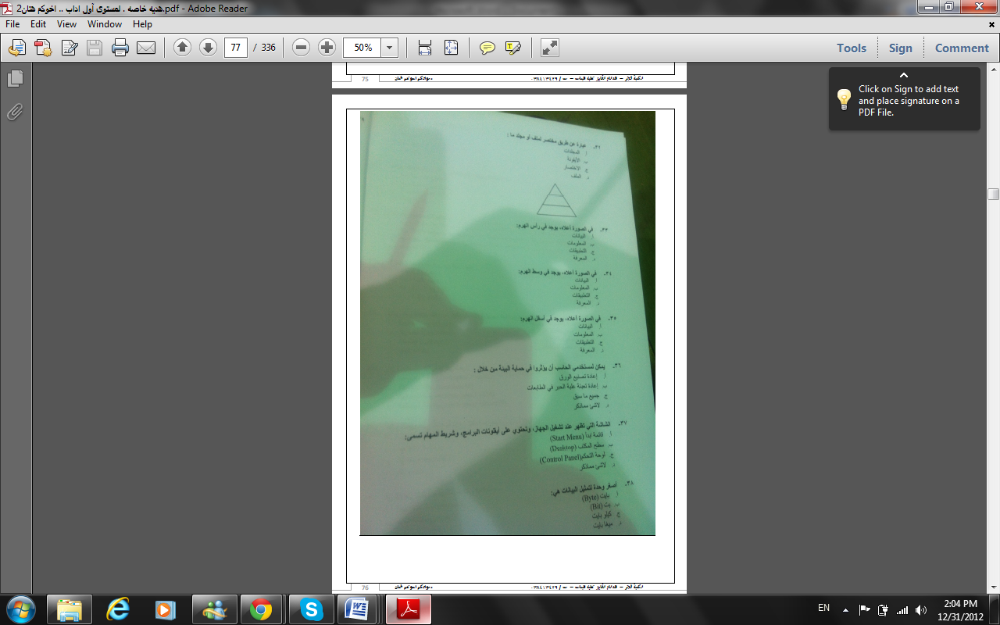 هديه خاصه . لمستوى أول اداب .. اخوكم هتان2.pdf - Adobe Reader
File Edit View Window Help
77 / 336
50%
Tools Sign Comment
75
Click on Sign to add text
and place signature on a
PDF File.
٣٢- عبارة عن طريق مختصر لملف أو مجلد ما :
أ. المجلدات
ب. الأيقونة
ج. الاختصار
د. الملف
٣٣- في الصورة أعلاه، يوجد في رأس الهرم:
أ. البيانات
ب. المعلومات
ج. التطبيقات
د. المعرفة
٣٤- في الصورة أعلاه، يوجد في وسط الهرم:
أ. البيانات
ب. المعلومات
ج. التطبيقات
د. المعرفة
٣٥- في الصورة أعلاه، يوجد في أسفل الهرم:
أ. البيانات
ب. المعلومات
ج. التطبيقات
د. المعرفة
٣٦- يمكن لمستخدمي الحاسب أن يؤثروا في حماية البيئة من خلال :
أ. إعادة تصنيع الورق
ب. إعادة تعبئة علبة الحبر في الطابعات
ج. جميع ما سبق
د. لاشئ مماذكر
٣٧- الشاشة التي تظهر عند تشغيل الجهاز، وتحتوي على أيقونات البرامج، وشريط المهام تسمى:
أ. قائمة ابدأ (Start Menu)
ب. سطح المكتب (Desktop)
ج. لوحة التحكم(Control Panel)
د. لاشئ مماذكر
٣٨- أصغر وحدة لتمثيل البيانات هي:
أ. بايت (Byte)
ب. بت (Bit)
ج. كيلو بايت
د. ميغا بايت
76
EN
2:04 PM
12/31/2012